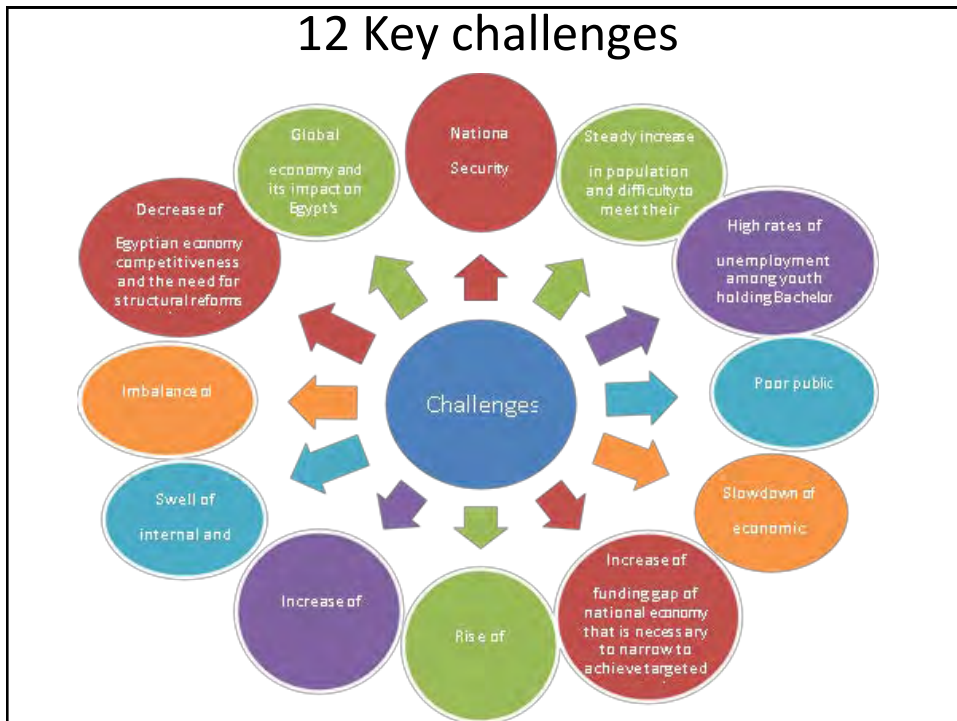 12 Key challenges
Nationa
Security
Steady increase
in population
and difficulty to
meet their
High rates of
unemployment
among youth
holding Bachelor
Poor public
Slowdown of
economic
Increase of
funding gap of
national economy
that is necessary
to narrow to
achieve targeted
Rise of
Increase of
Swell of
internal and
Imbalance of
Decrease of
Egyptian economy
competitiveness
and the need for
structural reforms
Global
economy and
its impact on
Egypt's
Challenges